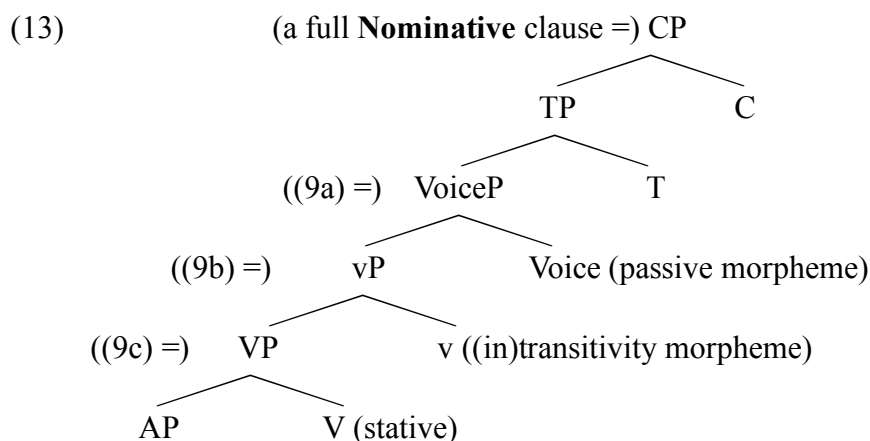 (13) (a full Nominative clause =) CP
TP C
((9a) =) VoiceP T
((9b) =) vP Voice (passive morpheme)
((9c) =) VP v ((in)transitivity morpheme)
AP V (stative)